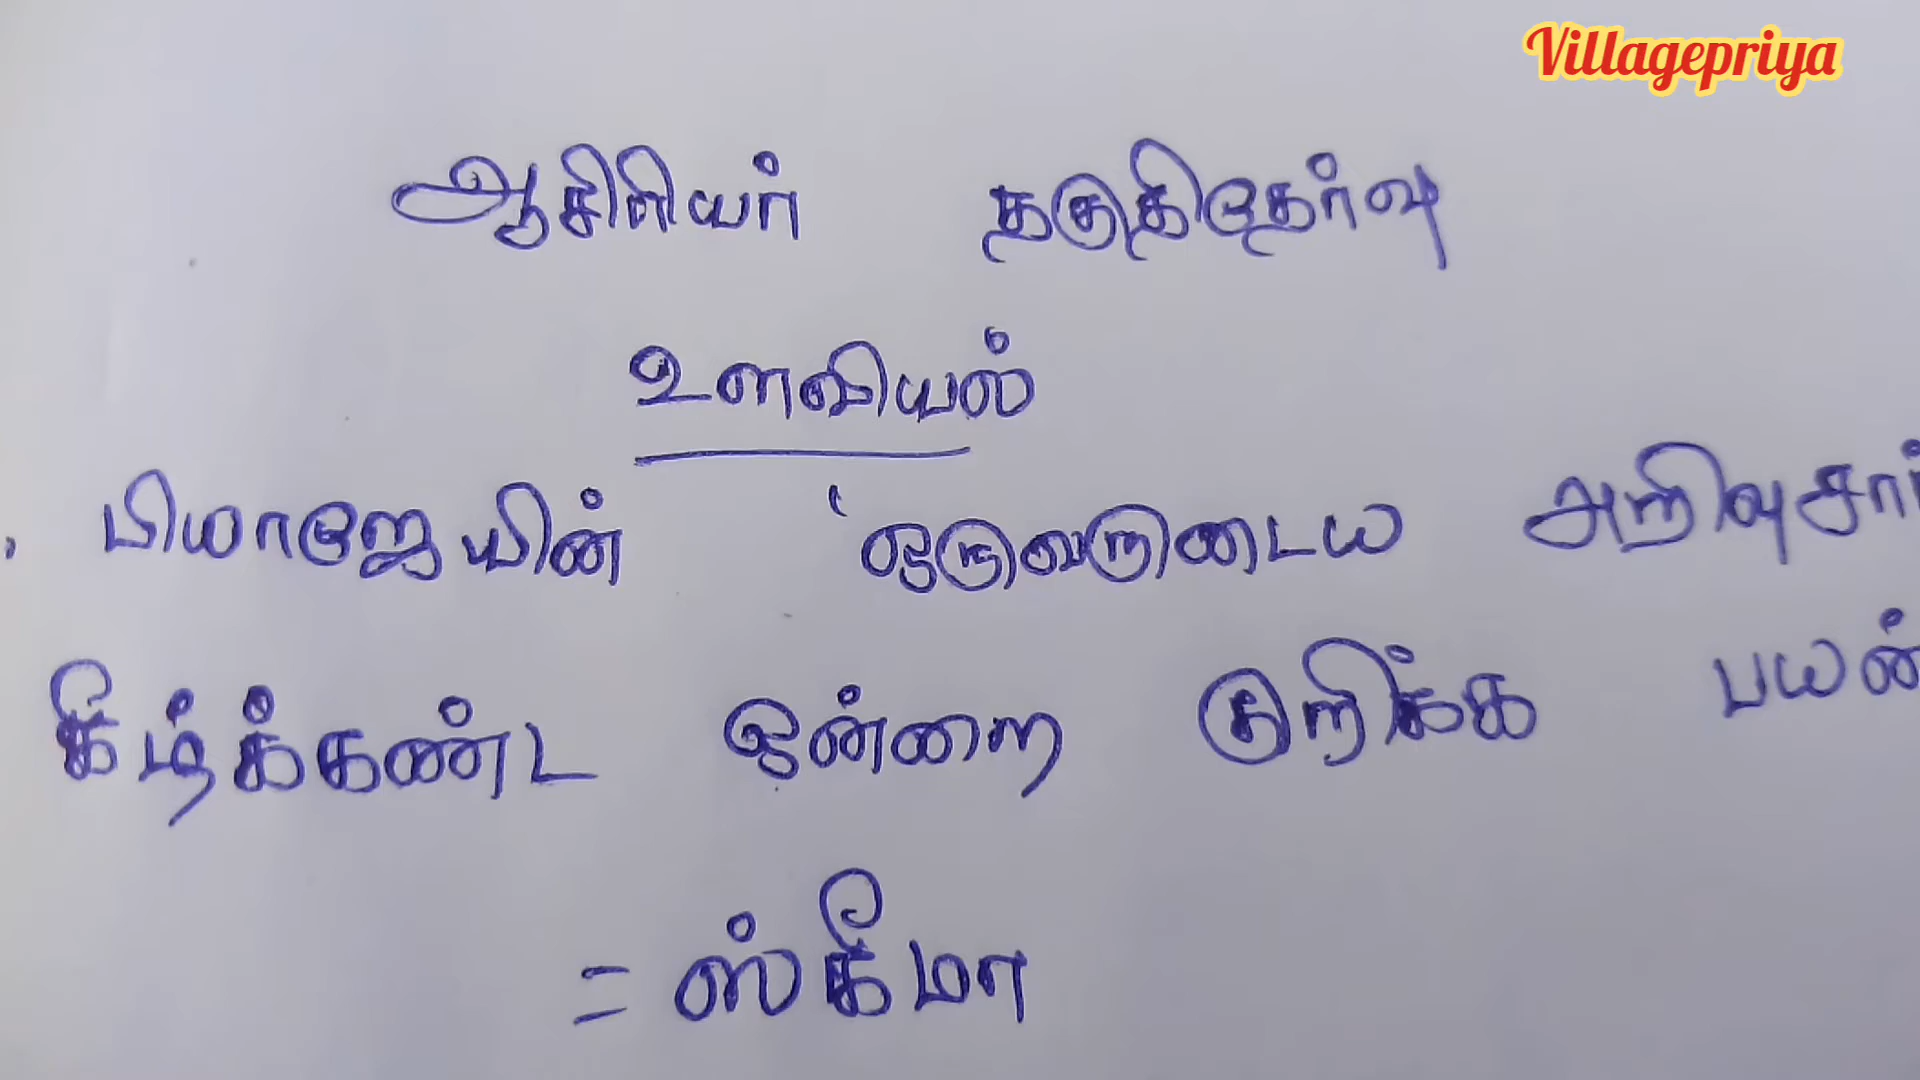 Villagepriya
ஆசிரியர் தகுதிதேர்வு
உளவியல்
பியாஜேயின் 'ஒருவருடைய அறிவுசார்
கீழ்க்கண்ட ஒன்றை குறிக்க பயன்
= ஸ்கீமா